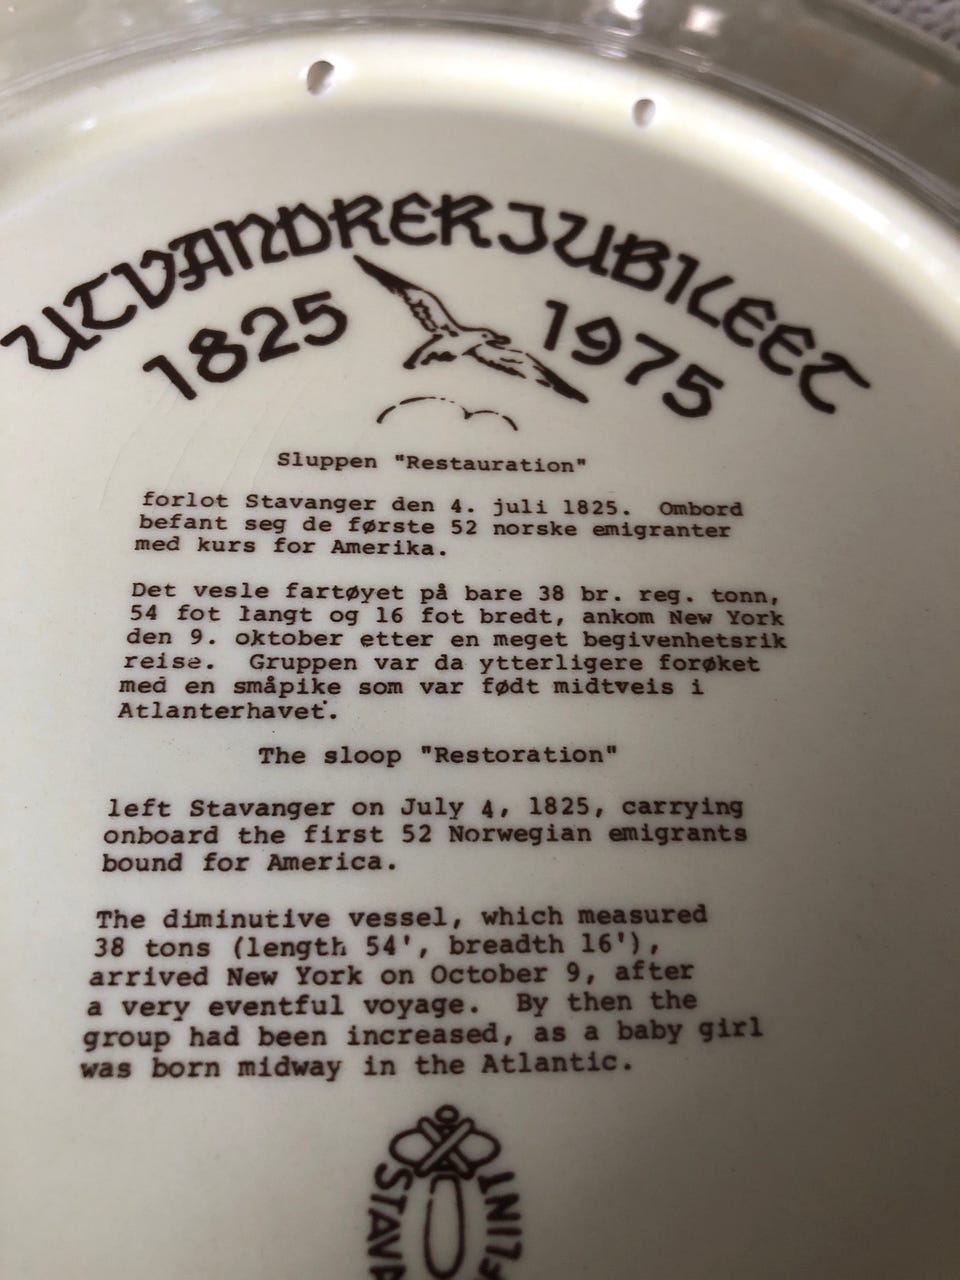 UTVANDRERJUBILEET
1825 1975
Sluppen "Restauration"
forlot Stavanger den 4. juli 1825. Ombord
befant seg de første 52 norske emigranter
med kurs for Amerika.
Det vesle fartøyet på bare 38 br. reg. tonn,
54 fot langt og 16 fot bredt, ankom New York
den 9. oktober etter en meget begivenhetsrik
reise. Gruppen var da ytterligere forøket
med en småpike som var født midtveis i
Atlanterhavet.
The sloop "Restoration"
left Stavanger on July 4, 1825, carrying
onboard the first 52 Norwegian emigrants
bound for America.
The diminutive vessel, which measured
38 tons (length 54', breadth 16'),
arrived New York on October 9, after
a very eventful voyage. By then the
group had been increased, as a baby girl
was born midway in the Atlantic.